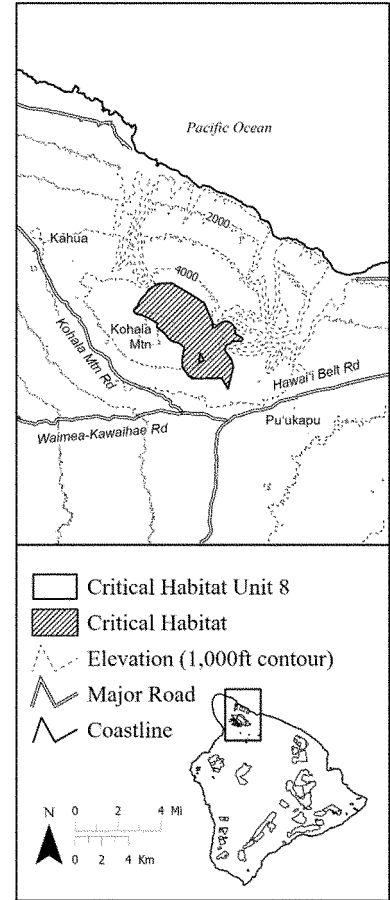 Pacific Ocean
2000
Kāhua
4000
Kohala
Mtn
Kohala Mtn Rd
Hawai'i Belt Rd
Pu'ukapu
Waimea-Kawaihae Rd
Critical Habitat Unit 8
Critical Habitat
Elevation (1,000ft contour)
Major Road
Coastline
N
0 2 4 Mi
0 2 4 Km